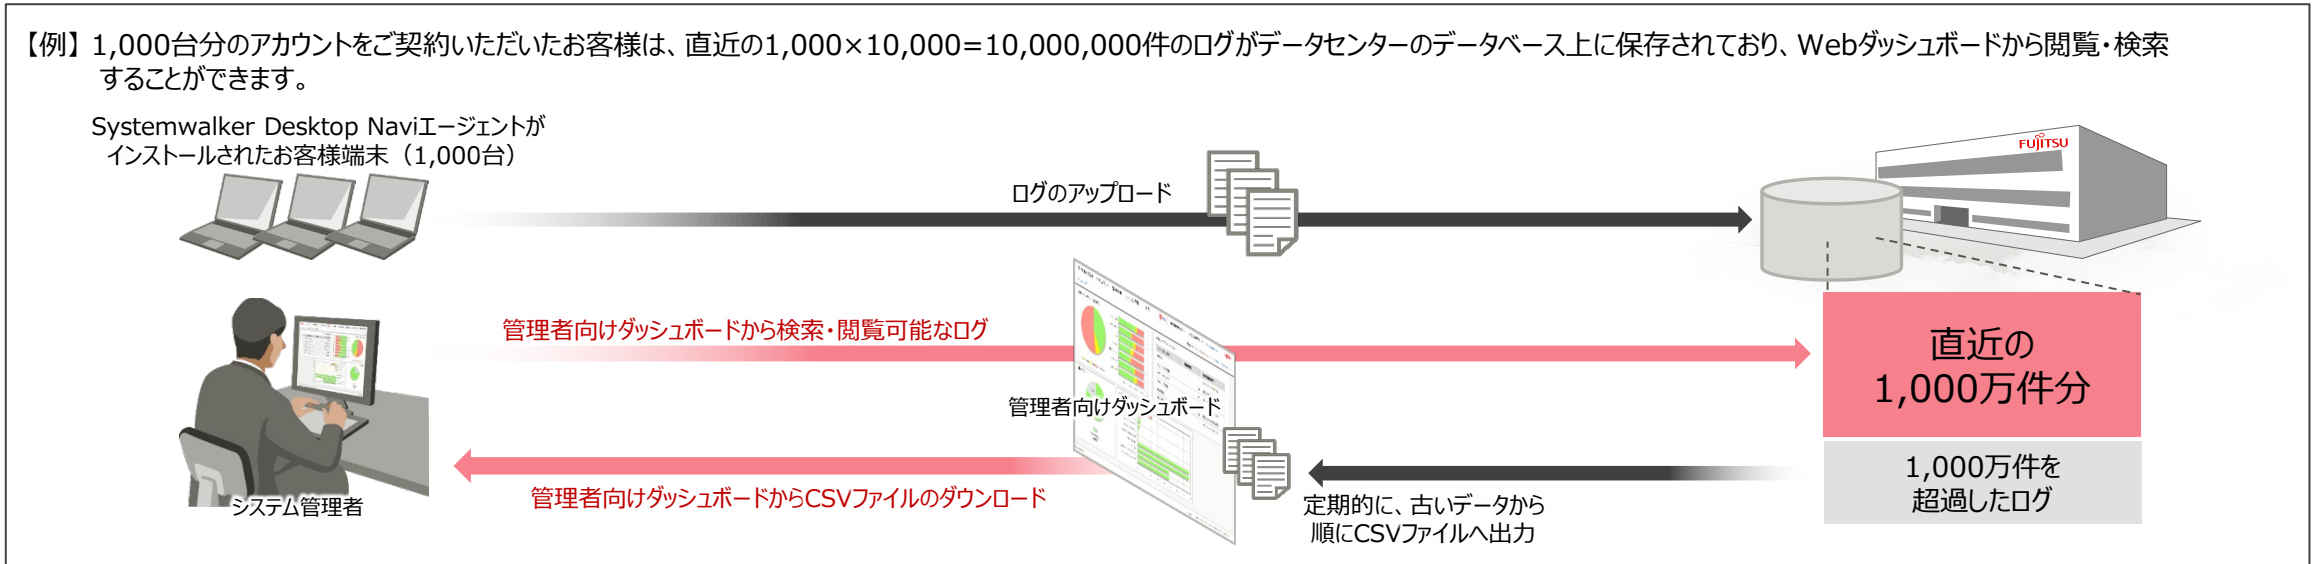 【例】 1,000台分のアカウントをご契約いただいたお客様は、直近の1,000×10,000=10,000,000件のログがデータセンターのデータベース上に保存されており、Webダッシュボードから閲覧・検索
することができます。
Systemwalker Desktop Naviエージェントが
インストールされたお客様端末（1,000台）
ログのアップロード
FUJITSU
管理者向けダッシュボードから検索・閲覧可能なログ
直近の
1,000万件分
管理者向けダッシュボード
1,000万件を
超過したログ
管理者向けダッシュボードからCSVファイルのダウンロード
システム管理者
定期的に、古いデータから
順にCSVファイルへ出力